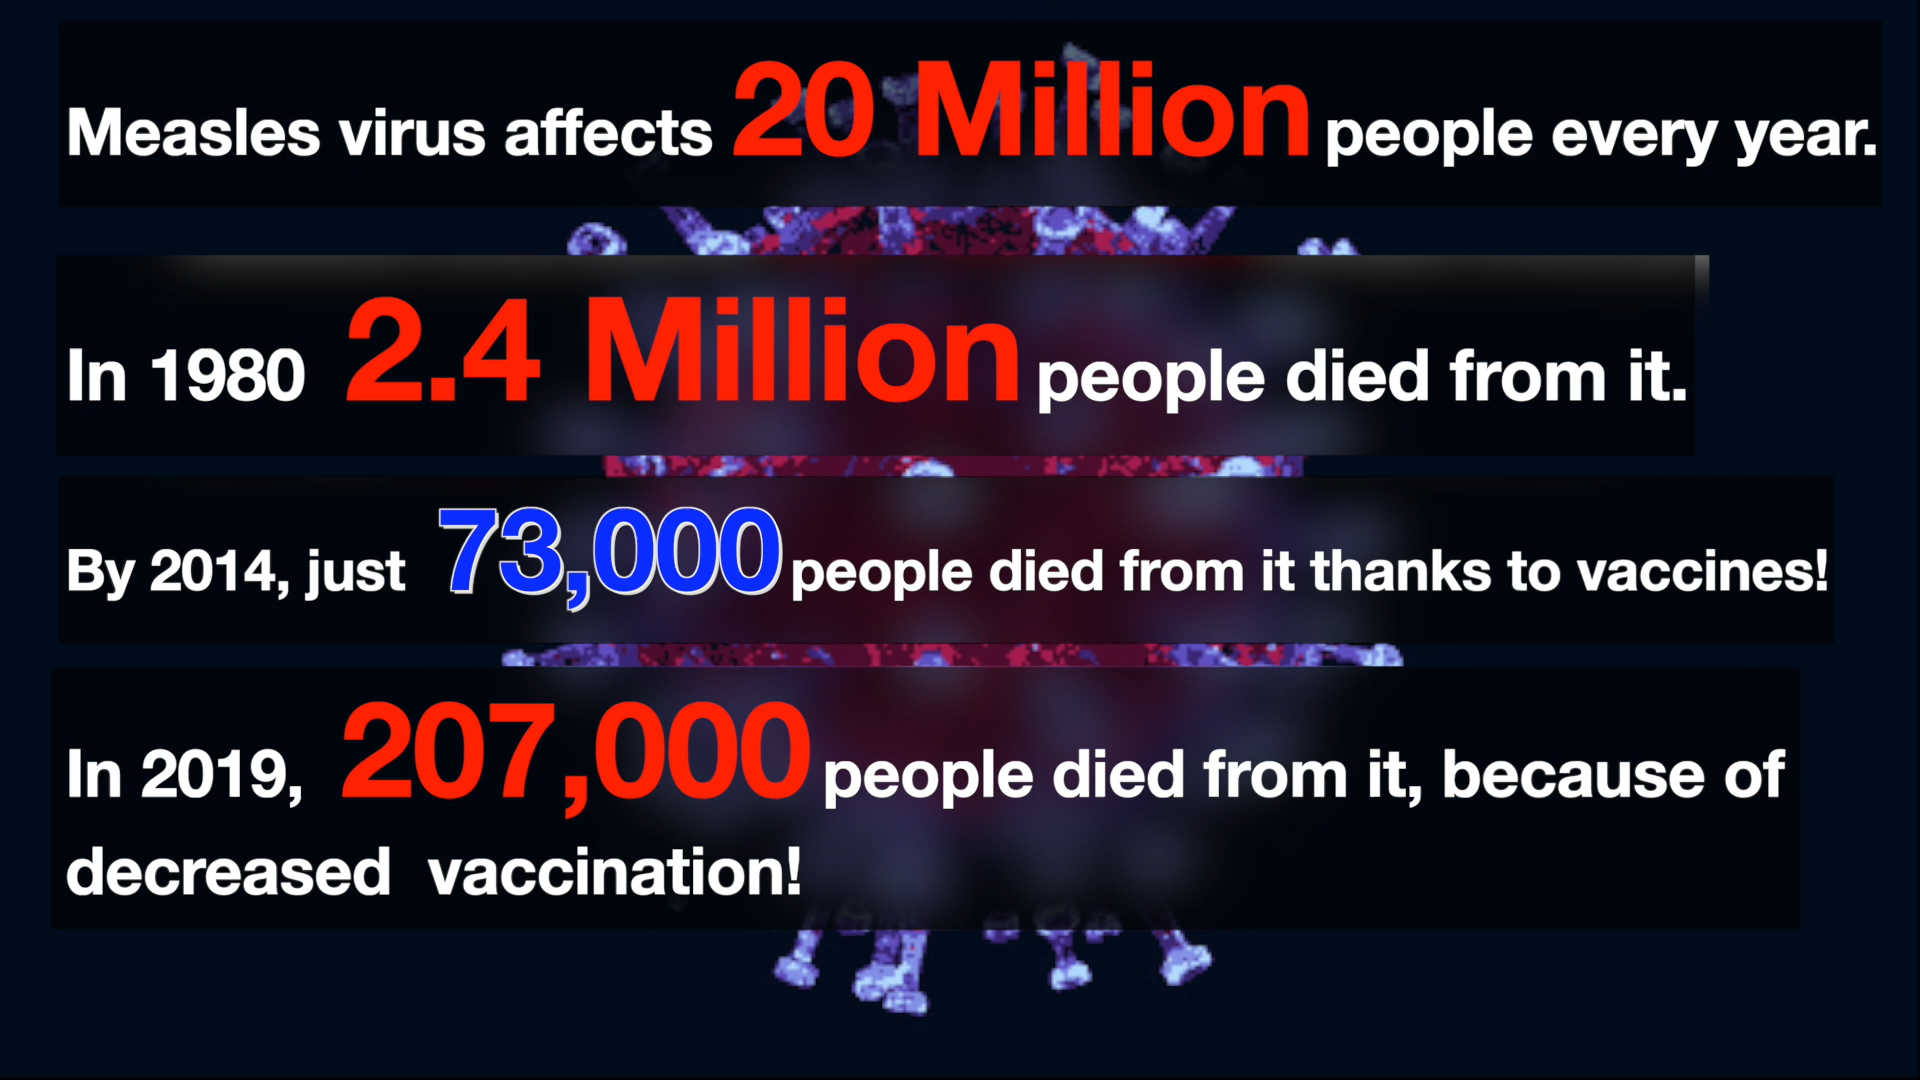 Measles virus affects 20 Million people every year.
In 1980 2.4 Million people died from it.
By 2014, just 73,000 people died from it thanks to vaccines!
In 2019, 207,000 people died from it, because of
decreased vaccination!